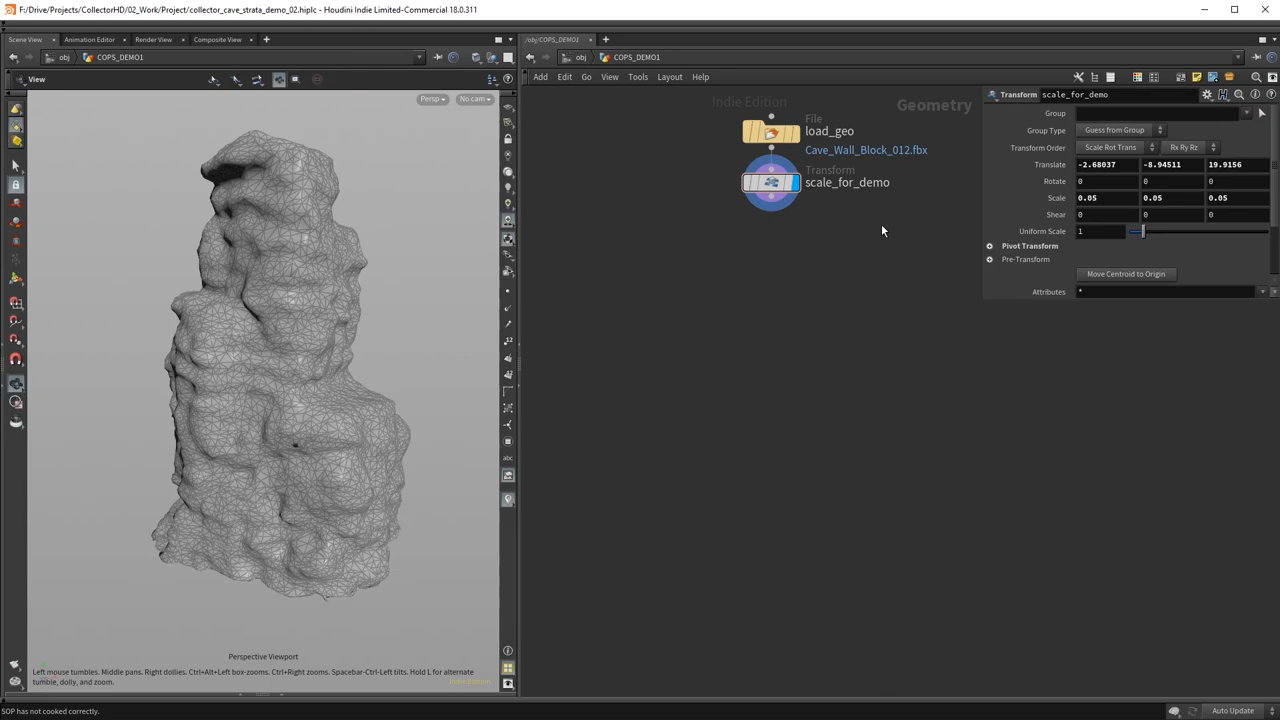 F:/Drive/Projects/CollectorHD/02_Work/Project/collector_cave_strata_demo_02.hiplc - Houdini Indie Limited-Commercial 18.0.311
Scene View
Animation Editor
Render View
Composite View
/obj/COPS_DEMO1
obj
COPS_DEMO1
obj
COPS_DEMO1
View
Add
Edit
Go
View
Tools
Layout
Help
Persp
No cam
Indie Edition
Geometry
File
load_geo
Cave_Wall_Block_012.fbx
Transform
scale_for_demo
Transform
scale_for_demo
Group
Group Type
Guess from Group
Transform Order
Scale Rot Trans
Rx Ry Rz
Translate
-2.68037
-8.94511
19.9156
Rotate
0
0
0
Scale
0.05
0.05
0.05
Shear
0
0
0
Uniform Scale
1
Pivot Transform
Pre-Transform
Move Centroid to Origin
Attributes
*
12
abc
Perspective Viewport
Left mouse tumbles. Middle pans. Right dollies. Ctrl+Alt+Left box-zooms. Ctrl+Right zooms. Spacebar-Ctrl-Left tilts. Hold L for alternate
tumble, dolly, and zoom.
Indie Edition
SOP has not cooked correctly.
Auto Update